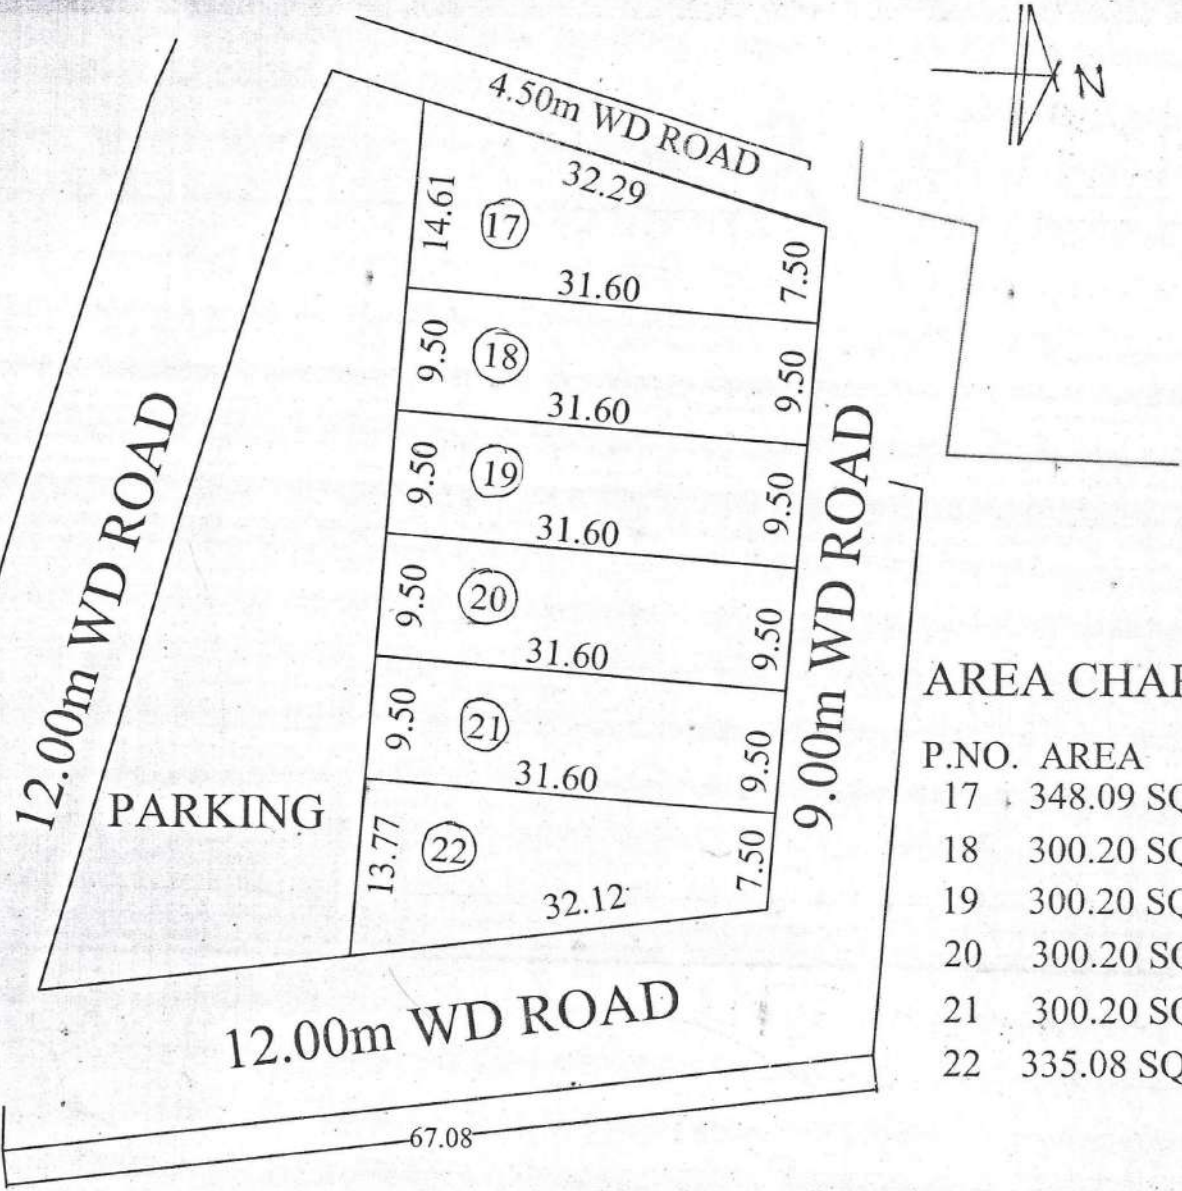 N
4.50m WD ROAD
32.29
14.61
17
7.50
31.60
9.50
18
9.50
31.60
9.50
19
9.50
31.60
9.50
20
9.50
31.60
9.50
21
9.50
31.60
13.77
22
7.50
32.12
12.00m WD ROAD
PARKING
9.00m WD ROAD
12.00m WD ROAD
67.08
AREA CHAR
P.NO. AREA
17 348.09 SQ
18 300.20 SQ
19 300.20 SQ
20 300.20 SQ
21 300.20 SQ
22 335.08 SQ